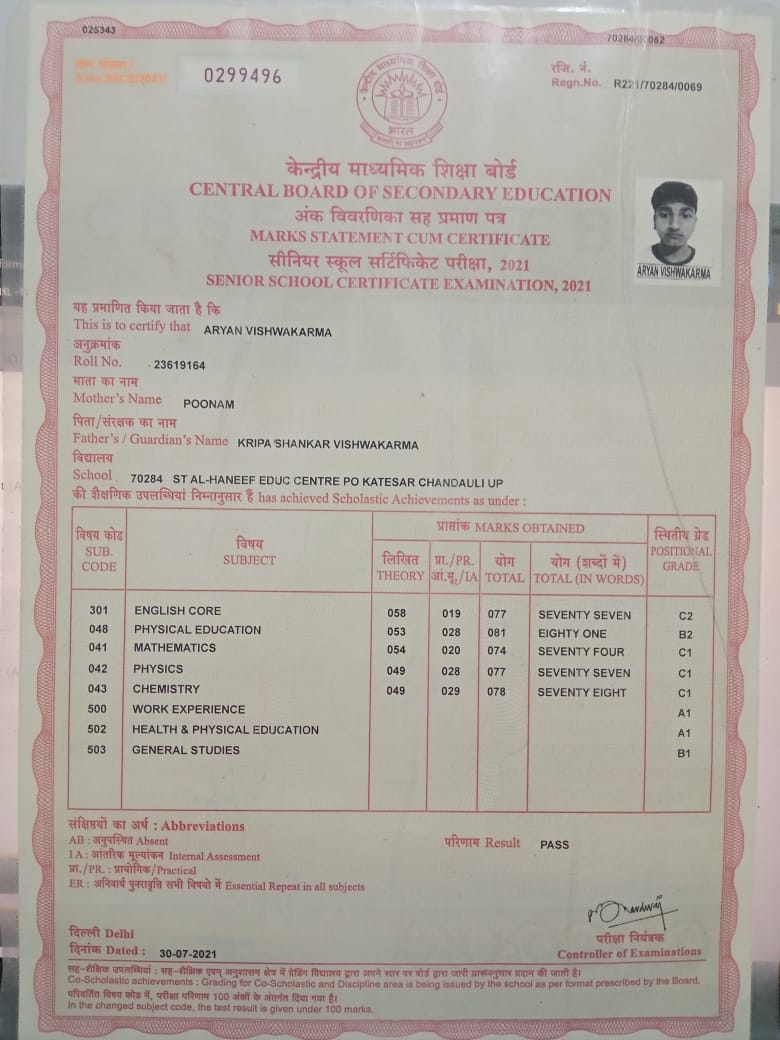 025343
70284/00062
0299496
रजि. नं.
Regn.No. R221/70284/0069
केन्द्रीय माध्यमिक शिक्षा बोर्ड
भारत
केन्द्रीय माध्यमिक शिक्षा बोर्ड
CENTRAL BOARD OF SECONDARY EDUCATION
अंक विवरणिका सह प्रमाण पत्र
MARKS STATEMENT CUM CERTIFICATE
सीनियर स्कूल सर्टिफिकेट परीक्षा, 2021
SENIOR SCHOOL CERTIFICATE EXAMINATION, 2021
ARYAN VISHWAKARMA
यह प्रमाणित किया जाता है कि
This is to certify that ARYAN VISHWAKARMA
अनुक्रमांक
Roll No. 23619164
माता का नाम
Mother's Name POONAM
पिता/संरक्षक का नाम
Father's / Guardian's Name KRIPA SHANKAR VISHWAKARMA
विद्यालय
School 70284 ST AL-HANEEF EDUC CENTRE PO KATESAR CHANDAULI UP
की शैक्षणिक उपलब्धियां निम्नानुसार हैं has achieved Scholastic Achievements as under :
विषय कोड SUB. CODE
विषय SUBJECT
प्राप्तांक MARKS OBTAINED
स्थितीय ग्रेड POSITIONAL GRADE
लिखित THEORY
प्रा./PR. आं.मू./IA
योग TOTAL
योग (शब्दों में) TOTAL (IN WORDS)
301 ENGLISH CORE 058 019 077 SEVENTY SEVEN C2
048 PHYSICAL EDUCATION 053 028 081 EIGHTY ONE B2
041 MATHEMATICS 054 020 074 SEVENTY FOUR C1
042 PHYSICS 049 028 077 SEVENTY SEVEN C1
043 CHEMISTRY 049 029 078 SEVENTY EIGHT C1
500 WORK EXPERIENCE A1
502 HEALTH & PHYSICAL EDUCATION A1
503 GENERAL STUDIES B1
संक्षिप्तियों का अर्थ : Abbreviations
AB : अनुपस्थित Absent
परिणाम Result PASS
I A : आंतरिक मूल्यांकन Internal Assessment
प्रा./PR. : प्रायोगिक/Practical
ER : अनिवार्य पुनरावृत्ति सभी विषयों में Essential Repeat in all subjects
दिल्ली Delhi
दिनांक Dated : 30-07-2021
परीक्षा नियंत्रक
Controller of Examinations
सह-शैक्षिक उपलब्धियां : सह-शैक्षिक एवम् अनुशासन क्षेत्र में ग्रेडिंग विद्यालय द्वारा अपने स्तर पर बोर्ड द्वारा जारी प्रारूपनुसार प्रदान की जाती है।
Co-Scholastic achievements : Grading for Co-Scholastic and Discipline area is being issued by the school as per format prescribed by the Board.
परिवर्तित विषय कोड में, परीक्षा परिणाम 100 अंकों के अंतर्गत दिया गया है।
In the changed subject code, the test result is given under 100 marks.